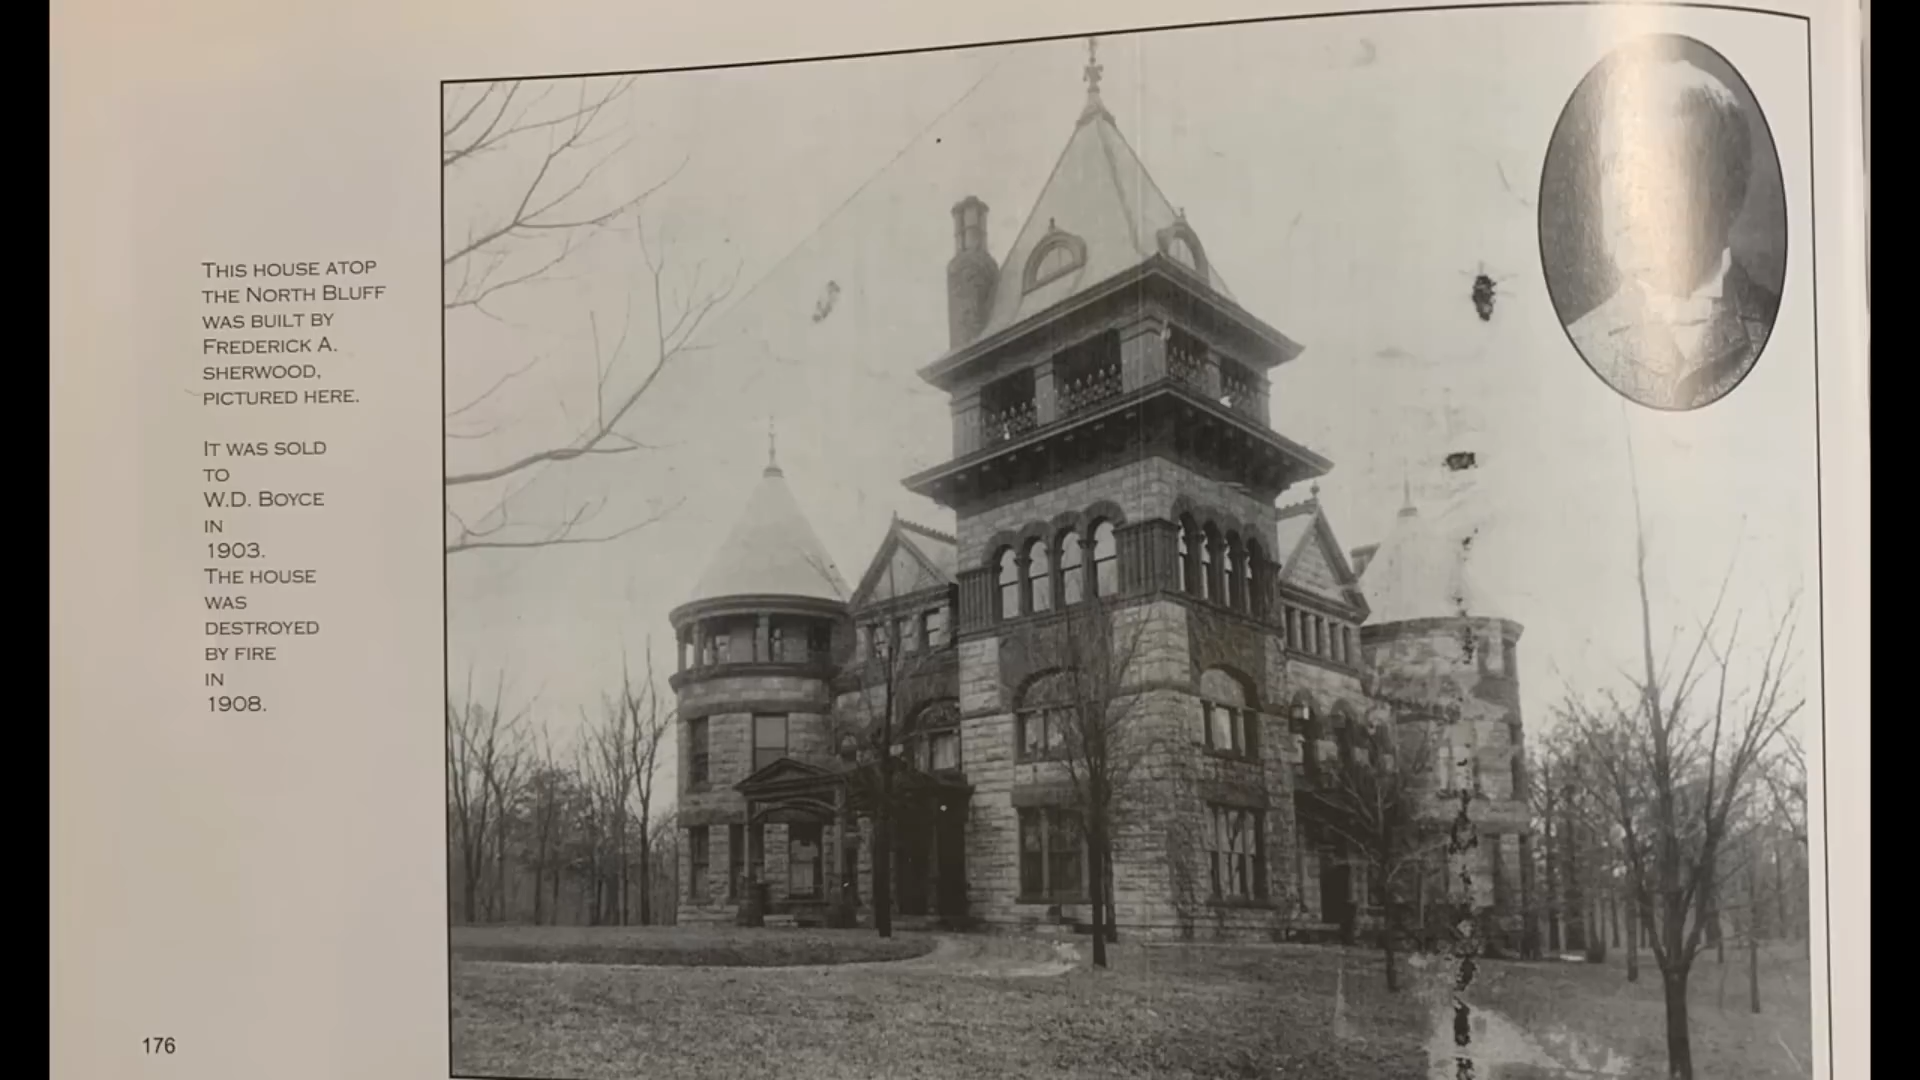 THIS HOUSE ATOP
THE NORTH BLUFF
WAS BUILT BY
FREDERICK A.
SHERWOOD,
PICTURED HERE.
IT WAS SOLD
TO
W.D. BOYCE
IN
1903.
THE HOUSE
WAS
DESTROYED
BY FIRE
IN
1908.
176